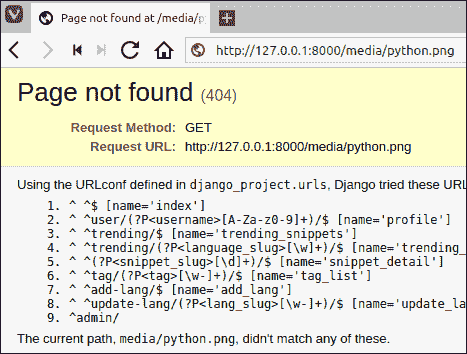 Page not found at /media/p
http://127.0.0.1:8000/media/python.png
Page not found (404)
Request Method: GET
Request URL: http://127.0.0.1:8000/media/python.png
Using the URLconf defined in django_project.urls, Django tried these URL
1. ^ ^$ [name='index']
2. ^ ^user/(?P<username>[A-Za-z0-9]+)/$ [name='profile']
3. ^ ^trending/$ [name='trending_snippets']
4. ^ ^trending/(?P<language_slug>[\w]+)/$ [name='trending_
5. ^ ^(?P<snippet_slug>[\d]+)/$ [name='snippet_detail']
6. ^ ^tag/(?P<tag>[\w-]+)/$ [name='tag_list']
7. ^ ^add-lang/$ [name='add_lang']
8. ^ ^update-lang/(?P<lang_slug>[\w-]+)/$ [name='update_la
9. ^admin/
The current path, media/python.png, didn't match any of these.